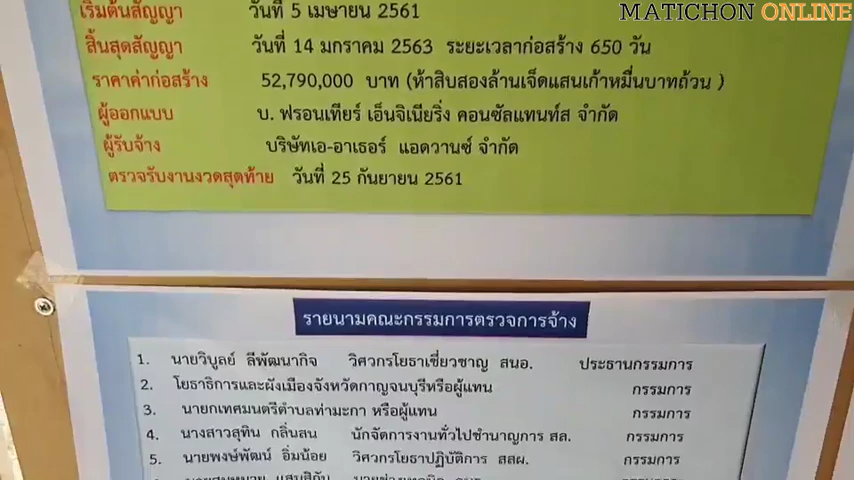 MATICHON ONLINE
เริ่มต้นสัญญา วันที่ 5 เมษายน 2561
สิ้นสุดสัญญา วันที่ 14 มกราคม 2563 ระยะเวลาก่อสร้าง 650 วัน
ราคาค่าก่อสร้าง 52,790,000 บาท (ห้าสิบสองล้านเจ็ดแสนเก้าหมื่นบาทถ้วน )
ผู้ออกแบบ บ. ฟรอนเทียร์ เอ็นจิเนียริ่ง คอนซัลแทนท์ส จำกัด
ผู้รับจ้าง บริษัทเอ-อาเธอร์ แอดวานซ์ จำกัด
ตรวจรับงานงวดสุดท้าย วันที่ 25 กันยายน 2561
รายนามคณะกรรมการตรวจการจ้าง
1. นายวิบูลย์ ลีพัฒนากิจ วิศวกรโยธาเชี่ยวชาญ สนอ. ประธานกรรมการ
2. โยธาธิการและผังเมืองจังหวัดกาญจนบุรีหรือผู้แทน กรรมการ
3. นายกเทศมนตรีตำบลท่ามะกา หรือผู้แทน กรรมการ
4. นางสาวสุทิน กลิ่นสน นักจัดการงานทั่วไปชำนาญการ สล. กรรมการ
5. นายพงษ์พัฒน์ อิ่มน้อย วิศวกรโยธาปฏิบัติการ สสผ. กรรมการ